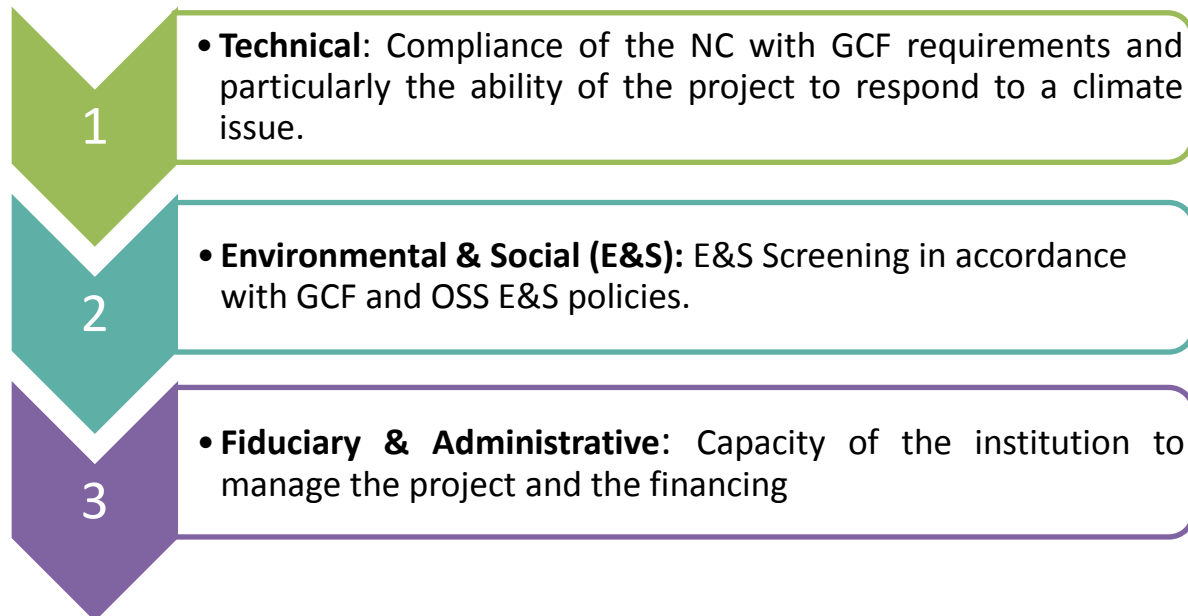 1
• Technical: Compliance of the NC with GCF requirements and
particularly the ability of the project to respond to a climate
issue.
2
• Environmental & Social (E&S): E&S Screening in accordance
with GCF and OSS E&S policies.
3
• Fiduciary & Administrative: Capacity of the institution to
manage the project and the financing